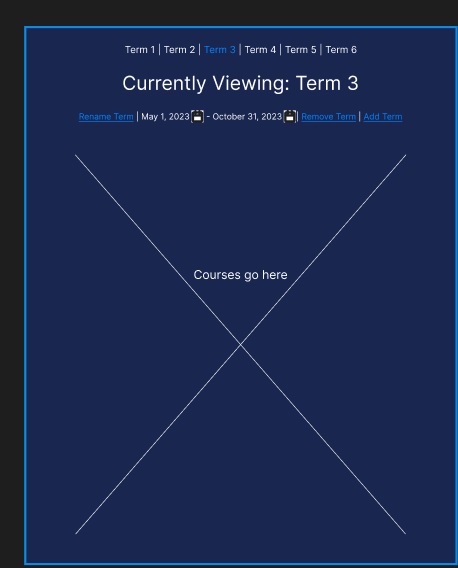 Term 1 | Term 2 | Term 3 | Term 4 | Term 5 | Term 6
Currently Viewing: Term 3
Rename Term | May 1, 2023 - October 31, 2023 | Remove Term | Add Term
Courses go here